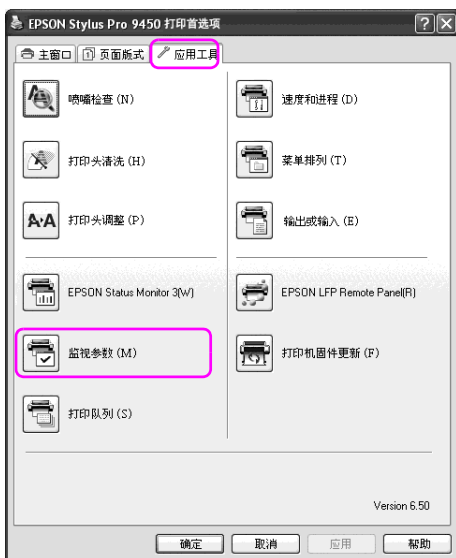 EPSON Stylus Pro 9450 打印首选项
主窗口 页面版式 应用工具
喷嘴检查 (N)
速度和进程 (D)
打印头清洗 (H)
菜单排列 (T)
A·A 打印头调整 (P)
输出或输入 (E)
EPSON Status Monitor 3(W)
EPSON LFP Remote Panel(R)
监视参数 (M)
打印机固件更新 (F)
打印队列 (S)
Version 6.50
确定 取消 应用 帮助